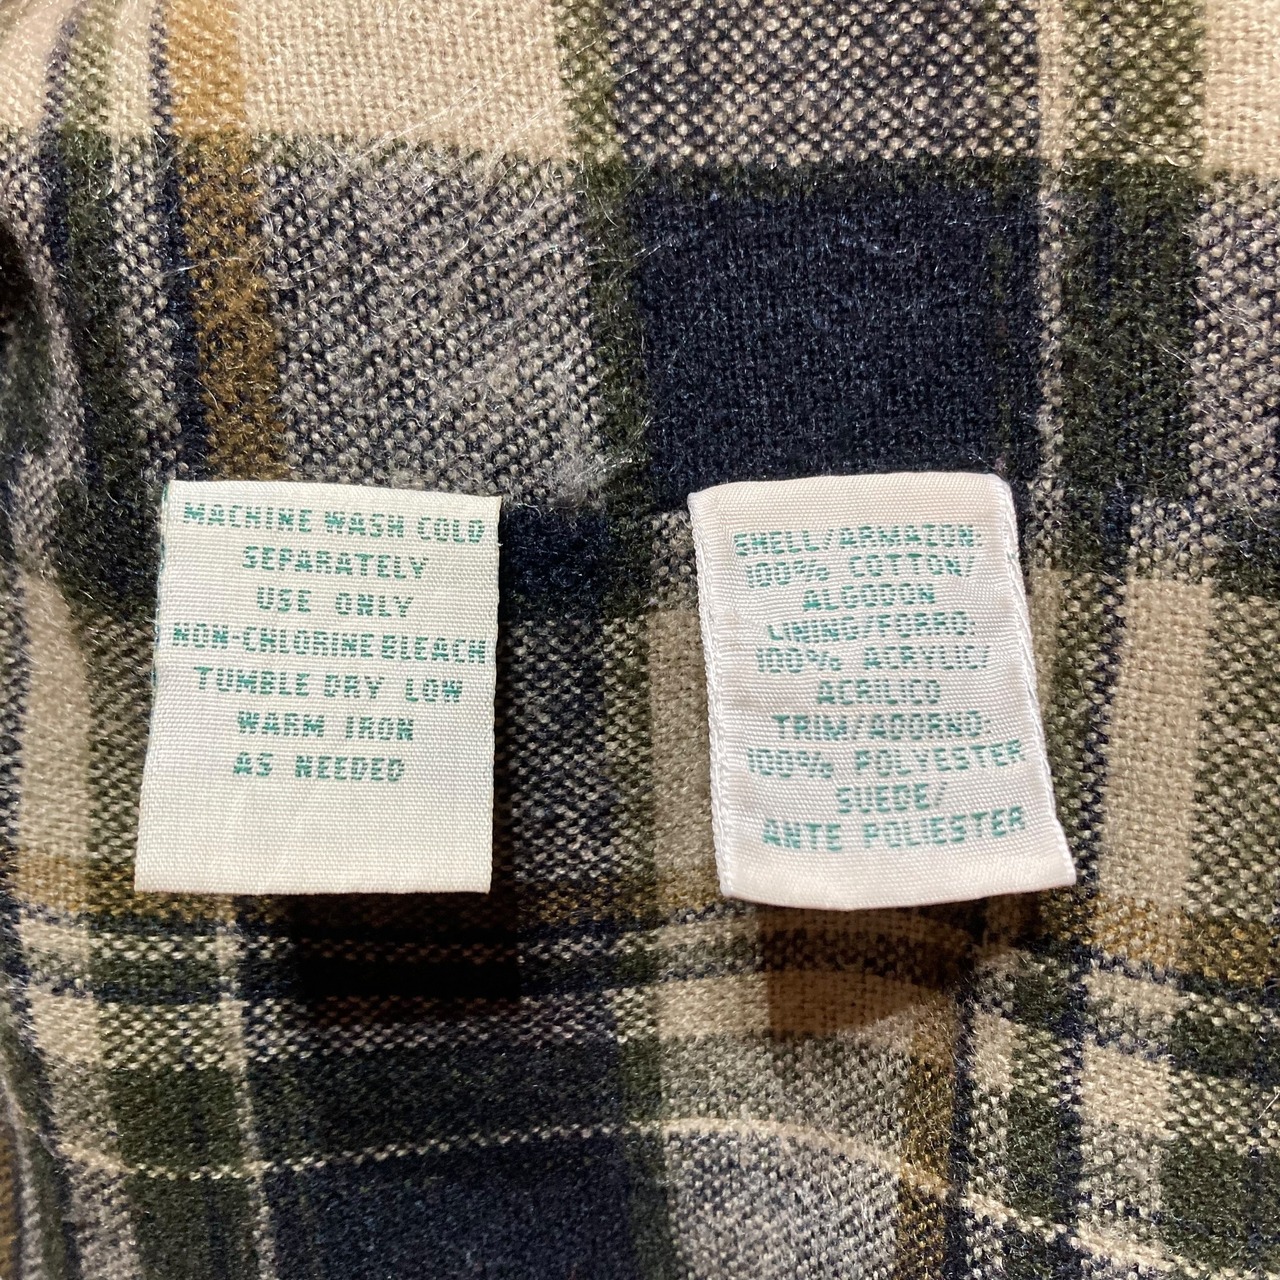 MACHINE WASH COLD
SEPARATELY
USE ONLY
NON-CHLORINE BLEACH
TUMBLE DRY LOW
WARM IRON
AS NEEDED
SHELL/ARMAZON:
100% COTTON/
ALGODON
LINING/FORRO:
100% ACRYLIC/
ACRILICO
TRIM/ADORNO:
100% POLYESTER
SUEDE/
ANTE POLIESTER